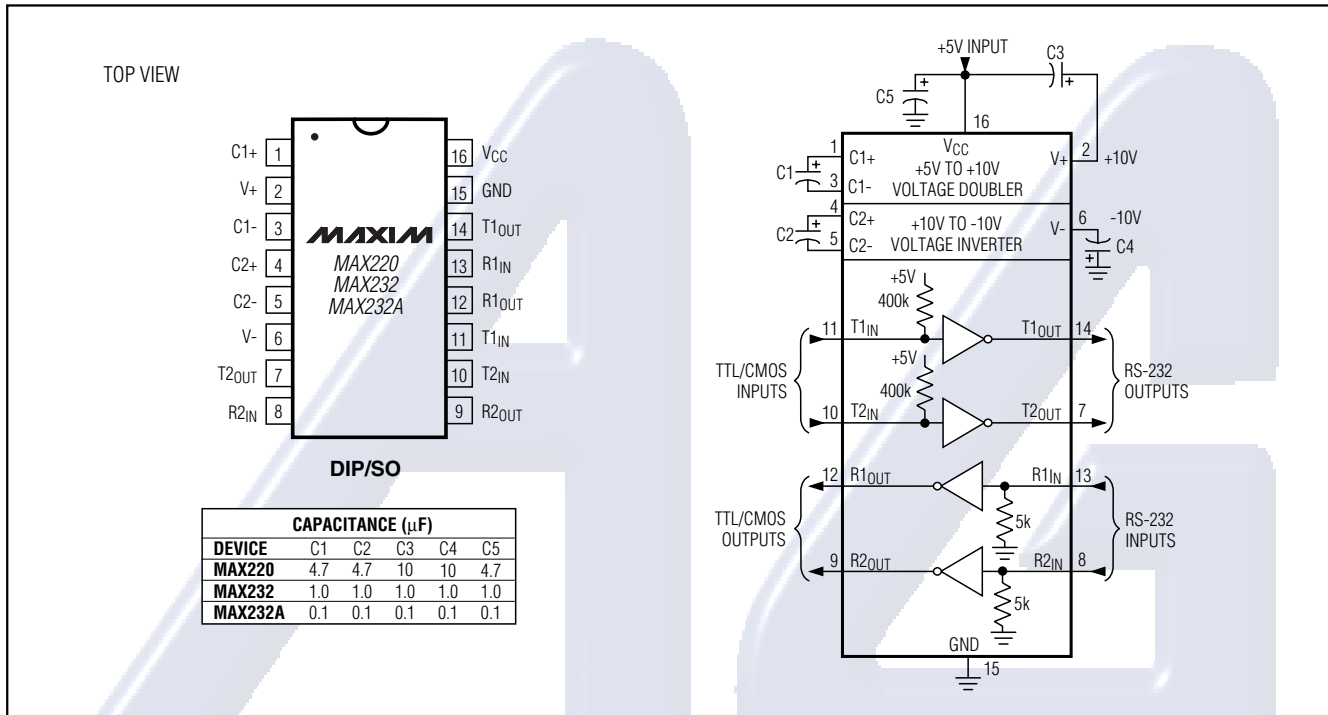 TOP VIEW
C1+ 1
V+ 2
C1- 3
C2+ 4
C2- 5
V- 6
T2OUT 7
R2IN 8
MAXIM
MAX220
MAX232
MAX232A
16 VCC
15 GND
14 T1OUT
13 R1IN
12 R1OUT
11 T1IN
10 T2IN
9 R2OUT
DIP/SO
CAPACITANCE (μF)
DEVICE C1 C2 C3 C4 C5
MAX220 4.7 4.7 10 10 4.7
MAX232 1.0 1.0 1.0 1.0 1.0
MAX232A 0.1 0.1 0.1 0.1 0.1
+5V INPUT
C3
+
+
C5
16
VCC
1 C1+
C1 +
3 C1-
+5V TO +10V
VOLTAGE DOUBLER
V+ 2 +10V
4 C2+
C2 +
5 C2-
+10V TO -10V
VOLTAGE INVERTER
V- 6 -10V
+ C4
+5V
400k
11 T1IN
T1OUT 14
+5V
400k
TTL/CMOS
INPUTS
RS-232
OUTPUTS
10 T2IN
T2OUT 7
12 R1OUT
R1IN 13
5k
TTL/CMOS
OUTPUTS
RS-232
INPUTS
9 R2OUT
R2IN 8
5k
GND
15